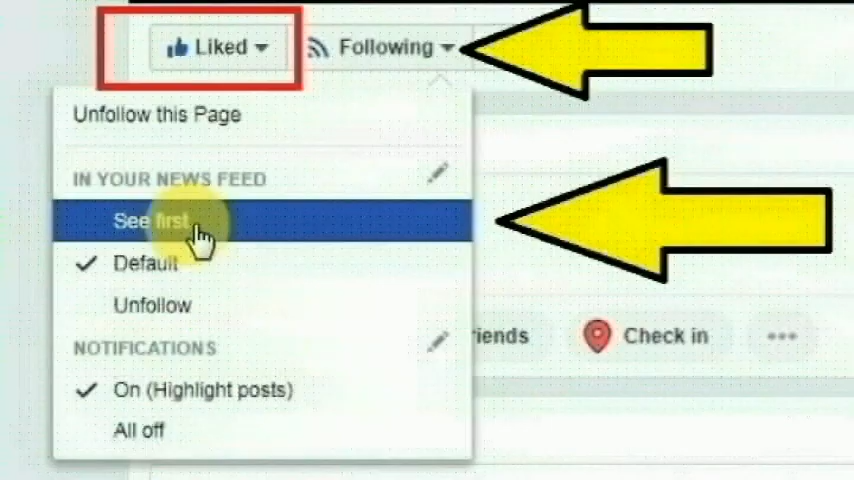 Liked
Following
Unfollow this Page
IN YOUR NEWS FEED
See first
Default
Unfollow
riends
Check in
NOTIFICATIONS
On (Highlight posts)
All off